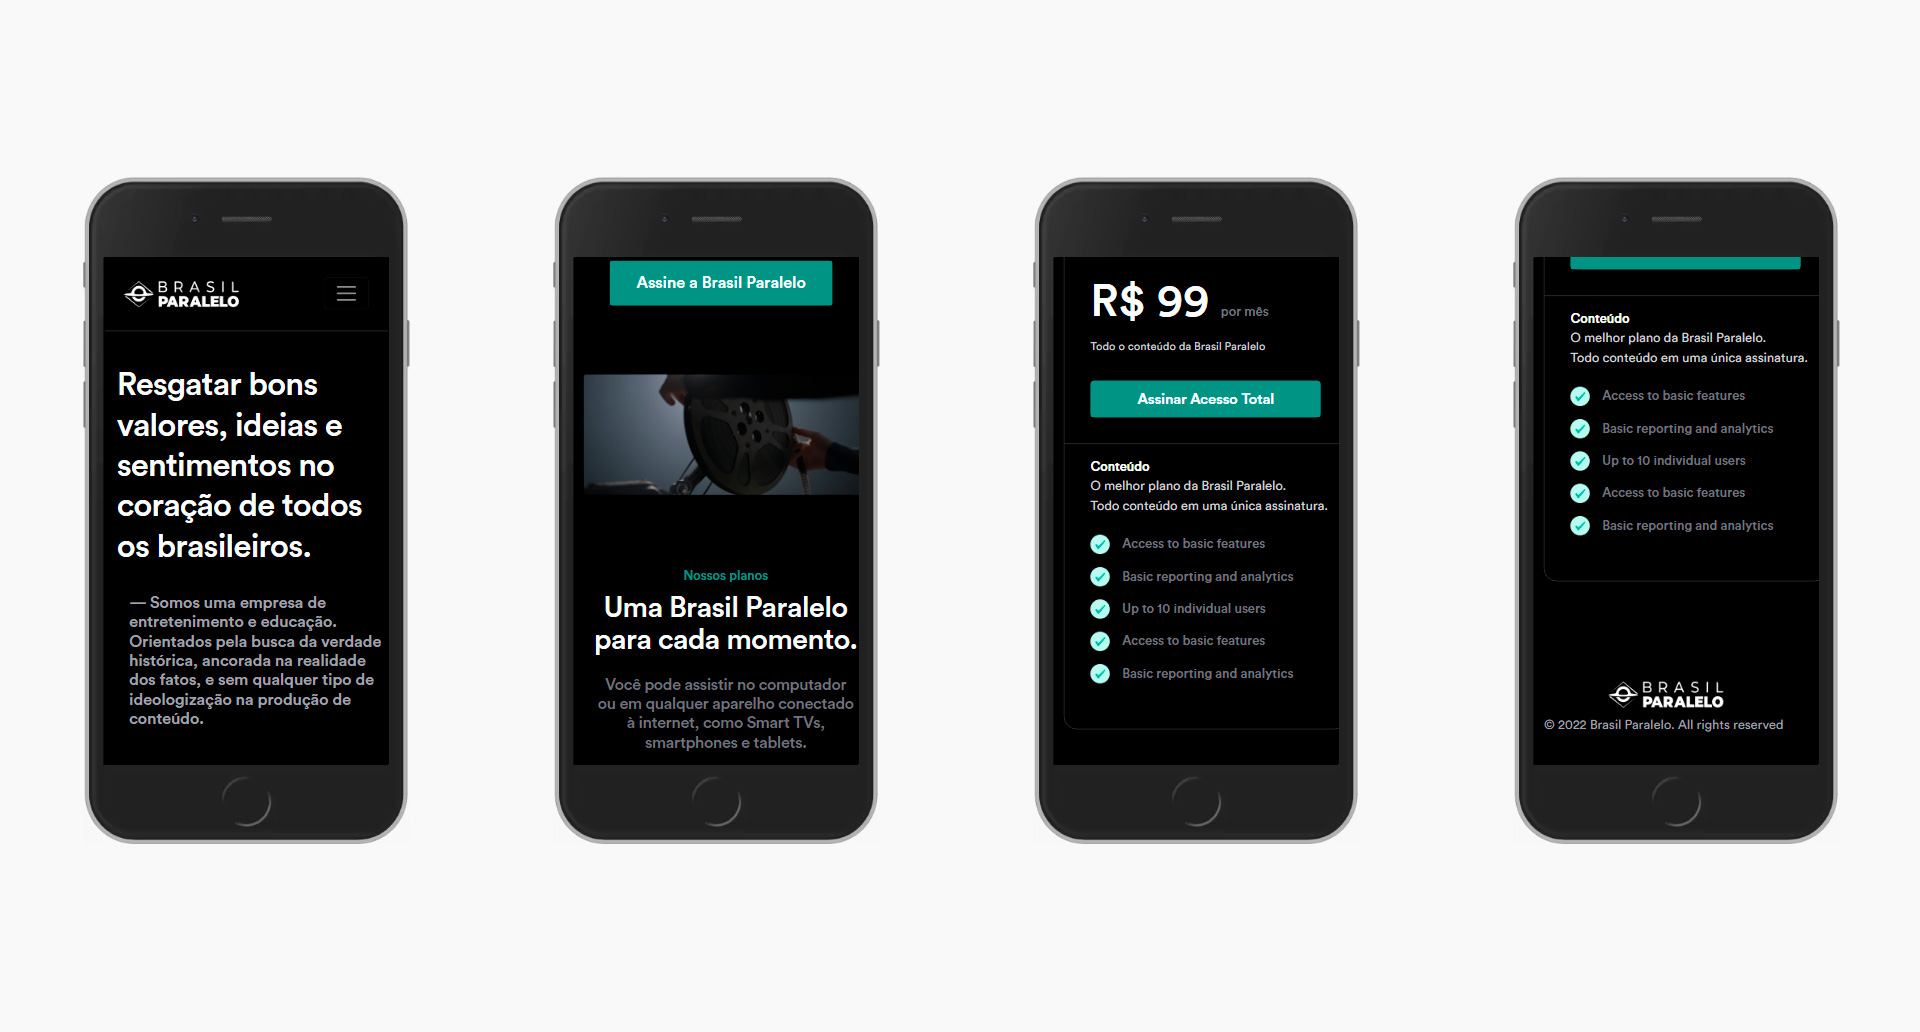 BRASIL
PARALELO
Resgatar bons
valores, ideias e
sentimentos no
coração de todos
os brasileiros.
— Somos uma empresa de
entretenimento e educação.
Orientados pela busca da verdade
histórica, ancorada na realidade
dos fatos, e sem qualquer tipo de
ideologização na produção de
conteúdo.
Assine a Brasil Paralelo
Nossos planos
Uma Brasil Paralelo
para cada momento.
Você pode assistir no computador
ou em qualquer aparelho conectado
à internet, como Smart TVs,
smartphones e tablets.
R$ 99 por mês
Todo o conteúdo da Brasil Paralelo
Assinar Acesso Total
Conteúdo
O melhor plano da Brasil Paralelo.
Todo conteúdo em uma única assinatura.
Access to basic features
Basic reporting and analytics
Up to 10 individual users
Access to basic features
Basic reporting and analytics
Conteúdo
O melhor plano da Brasil Paralelo.
Todo conteúdo em uma única assinatura.
Access to basic features
Basic reporting and analytics
Up to 10 individual users
Access to basic features
Basic reporting and analytics
BRASIL
PARALELO
© 2022 Brasil Paralelo. All rights reserved